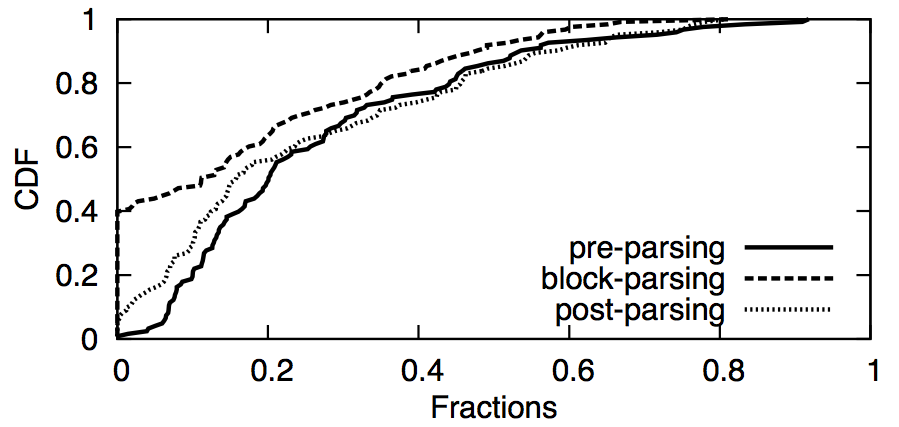 1
0.8
0.6
0.4
0.2
0
CDF
pre-parsing
block-parsing
post-parsing
0 0.2 0.4 0.6 0.8 1
Fractions